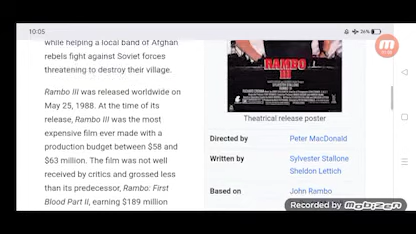 10:05
26%
while helping a local band of Afghan
rebels fight against Soviet forces
threatening to destroy their village.
Rambo III was released worldwide on
May 25, 1988. At the time of its
release, Rambo III was the most
expensive film ever made with a
production budget between $58 and
$63 million. The film was not well
received by critics and grossed less
than its predecessor, Rambo: First
Blood Part II, earning $189 million
RAMBO
III
Theatrical release poster
Directed by Peter MacDonald
Written by Sylvester Stallone
Sheldon Lettich
Based on John Rambo
Recorded by Mobizen